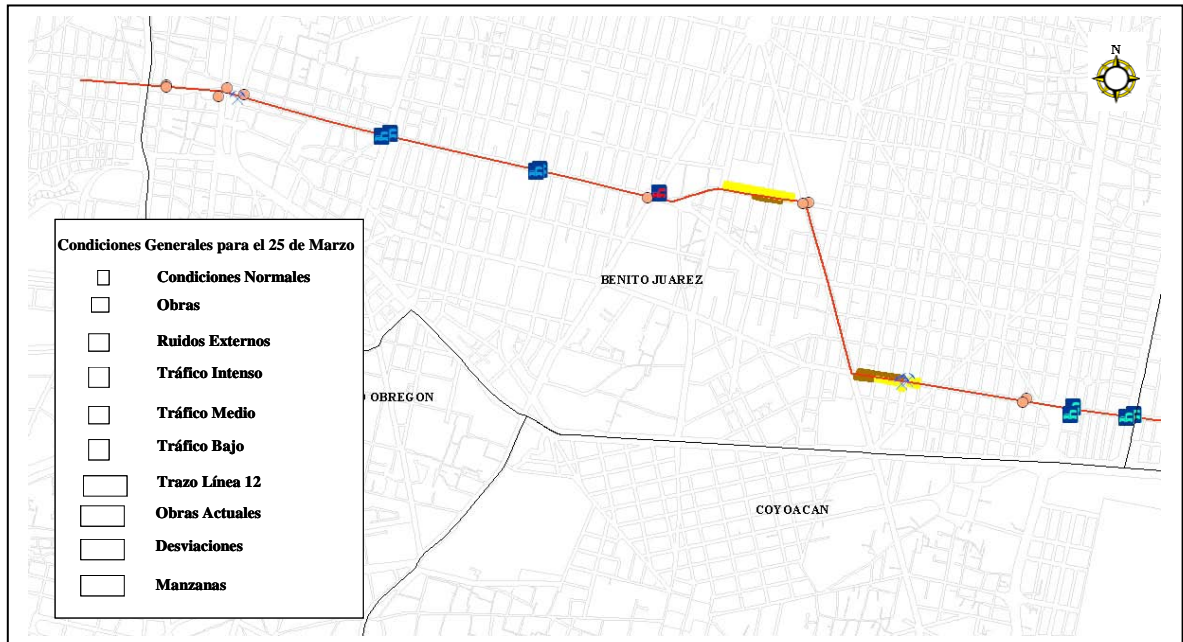 N
BENITO JUAREZ
Condiciones Generales para el 25 de Marzo
Condiciones Normales
Obras
Ruidos Externos
Tráfico Intenso
Tráfico Medio
Tráfico Bajo
Trazo Línea 12
Obras Actuales
Desviaciones
Manzanas
OBREGON
COYOACAN